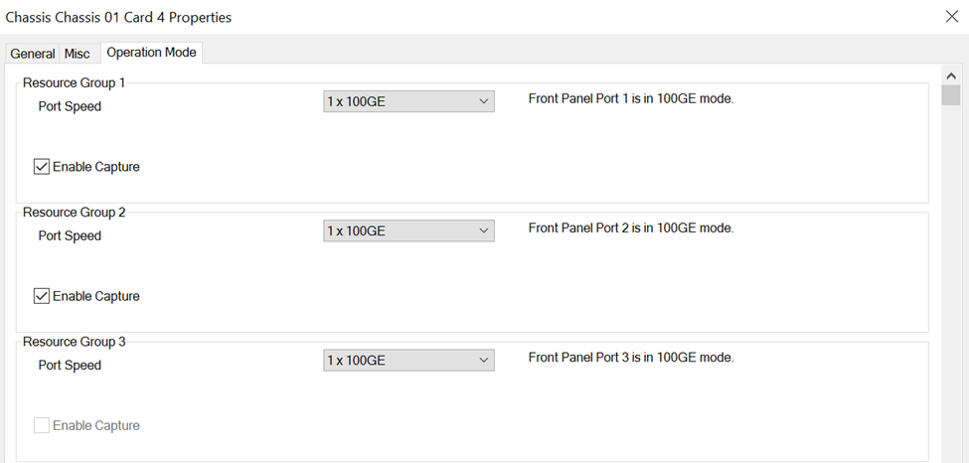 Chassis Chassis 01 Card 4 Properties
General Misc Operation Mode
Resource Group 1
Port Speed 1 x 100GE Front Panel Port 1 is in 100GE mode.
Enable Capture
Resource Group 2
Port Speed 1 x 100GE Front Panel Port 2 is in 100GE mode.
Enable Capture
Resource Group 3
Port Speed 1 x 100GE Front Panel Port 3 is in 100GE mode.
Enable Capture